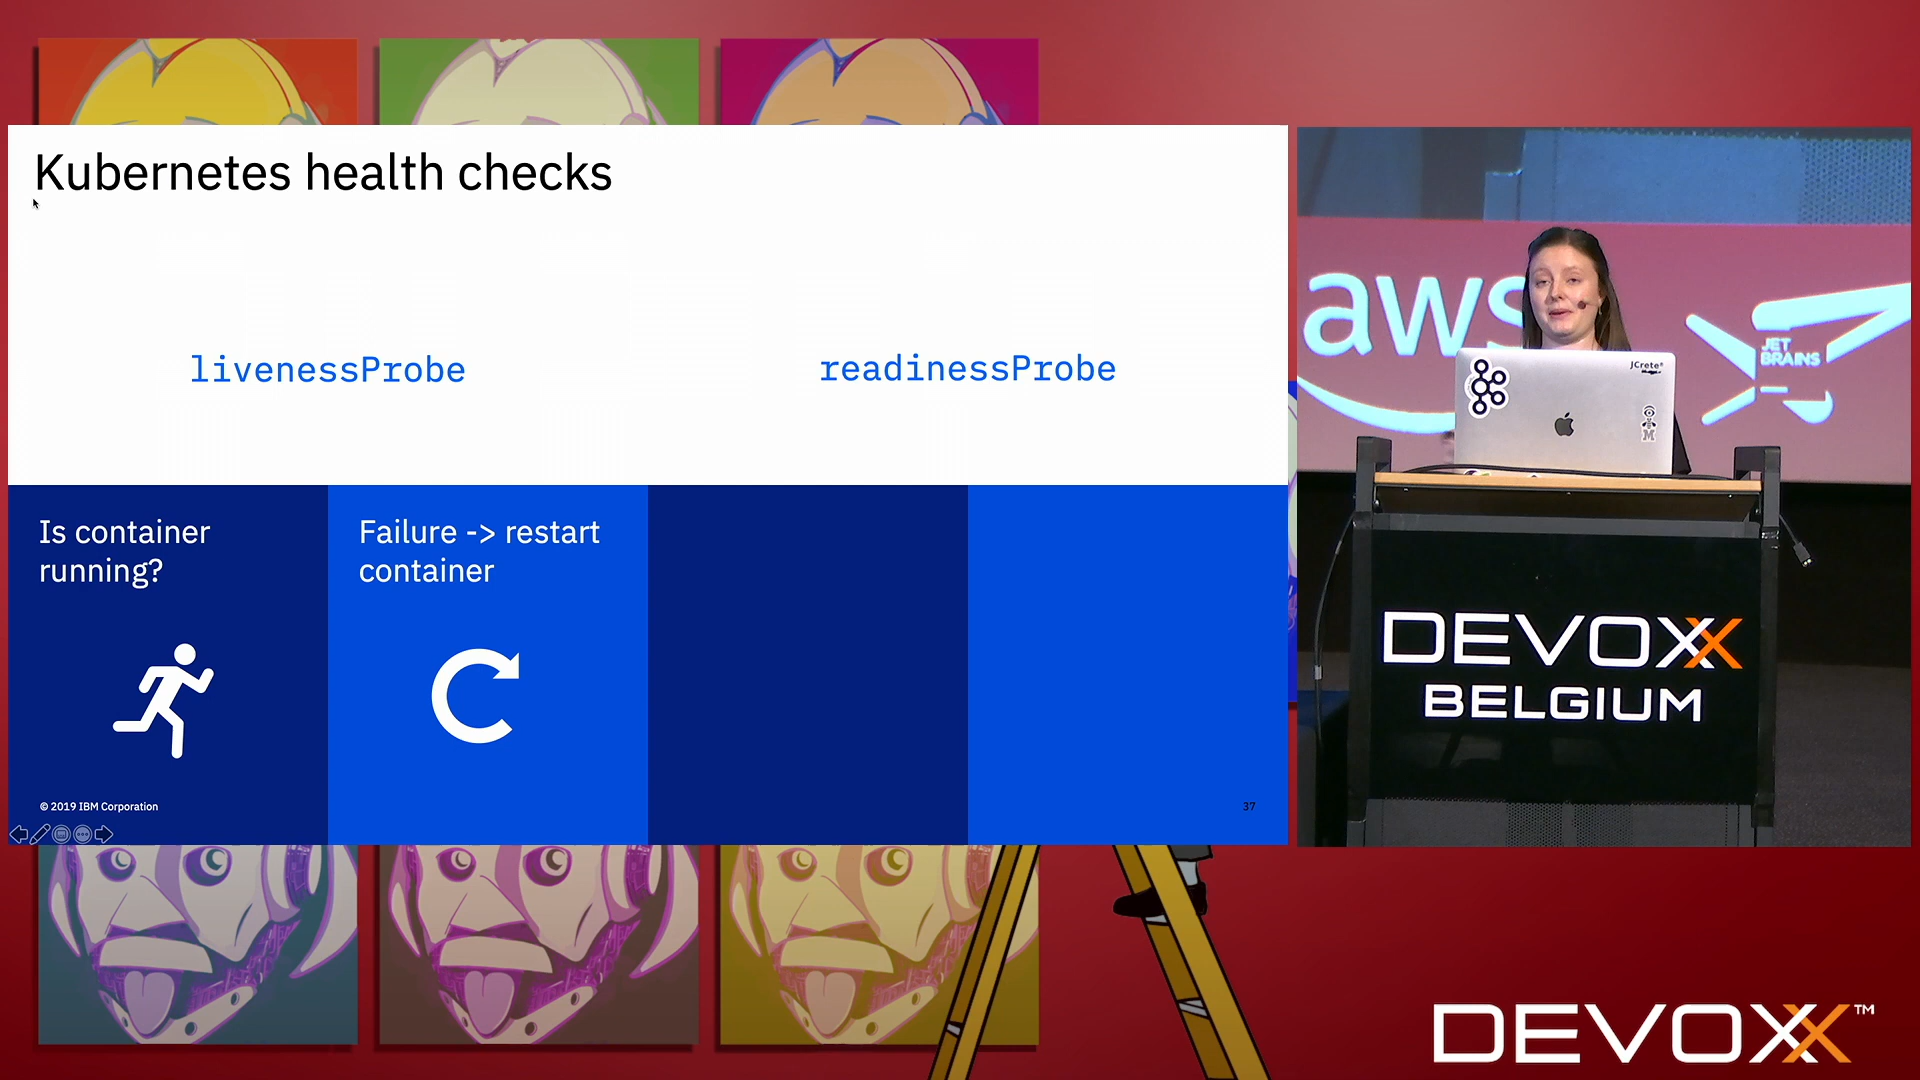 Kubernetes health checks
livenessProbe
readinessProbe
Is container
running?
Failure -> restart
container
© 2019 IBM Corporation
37
aws
JET
BRAINS
JCrete
M
DEVOXX
BELGIUM
DEVOXX™